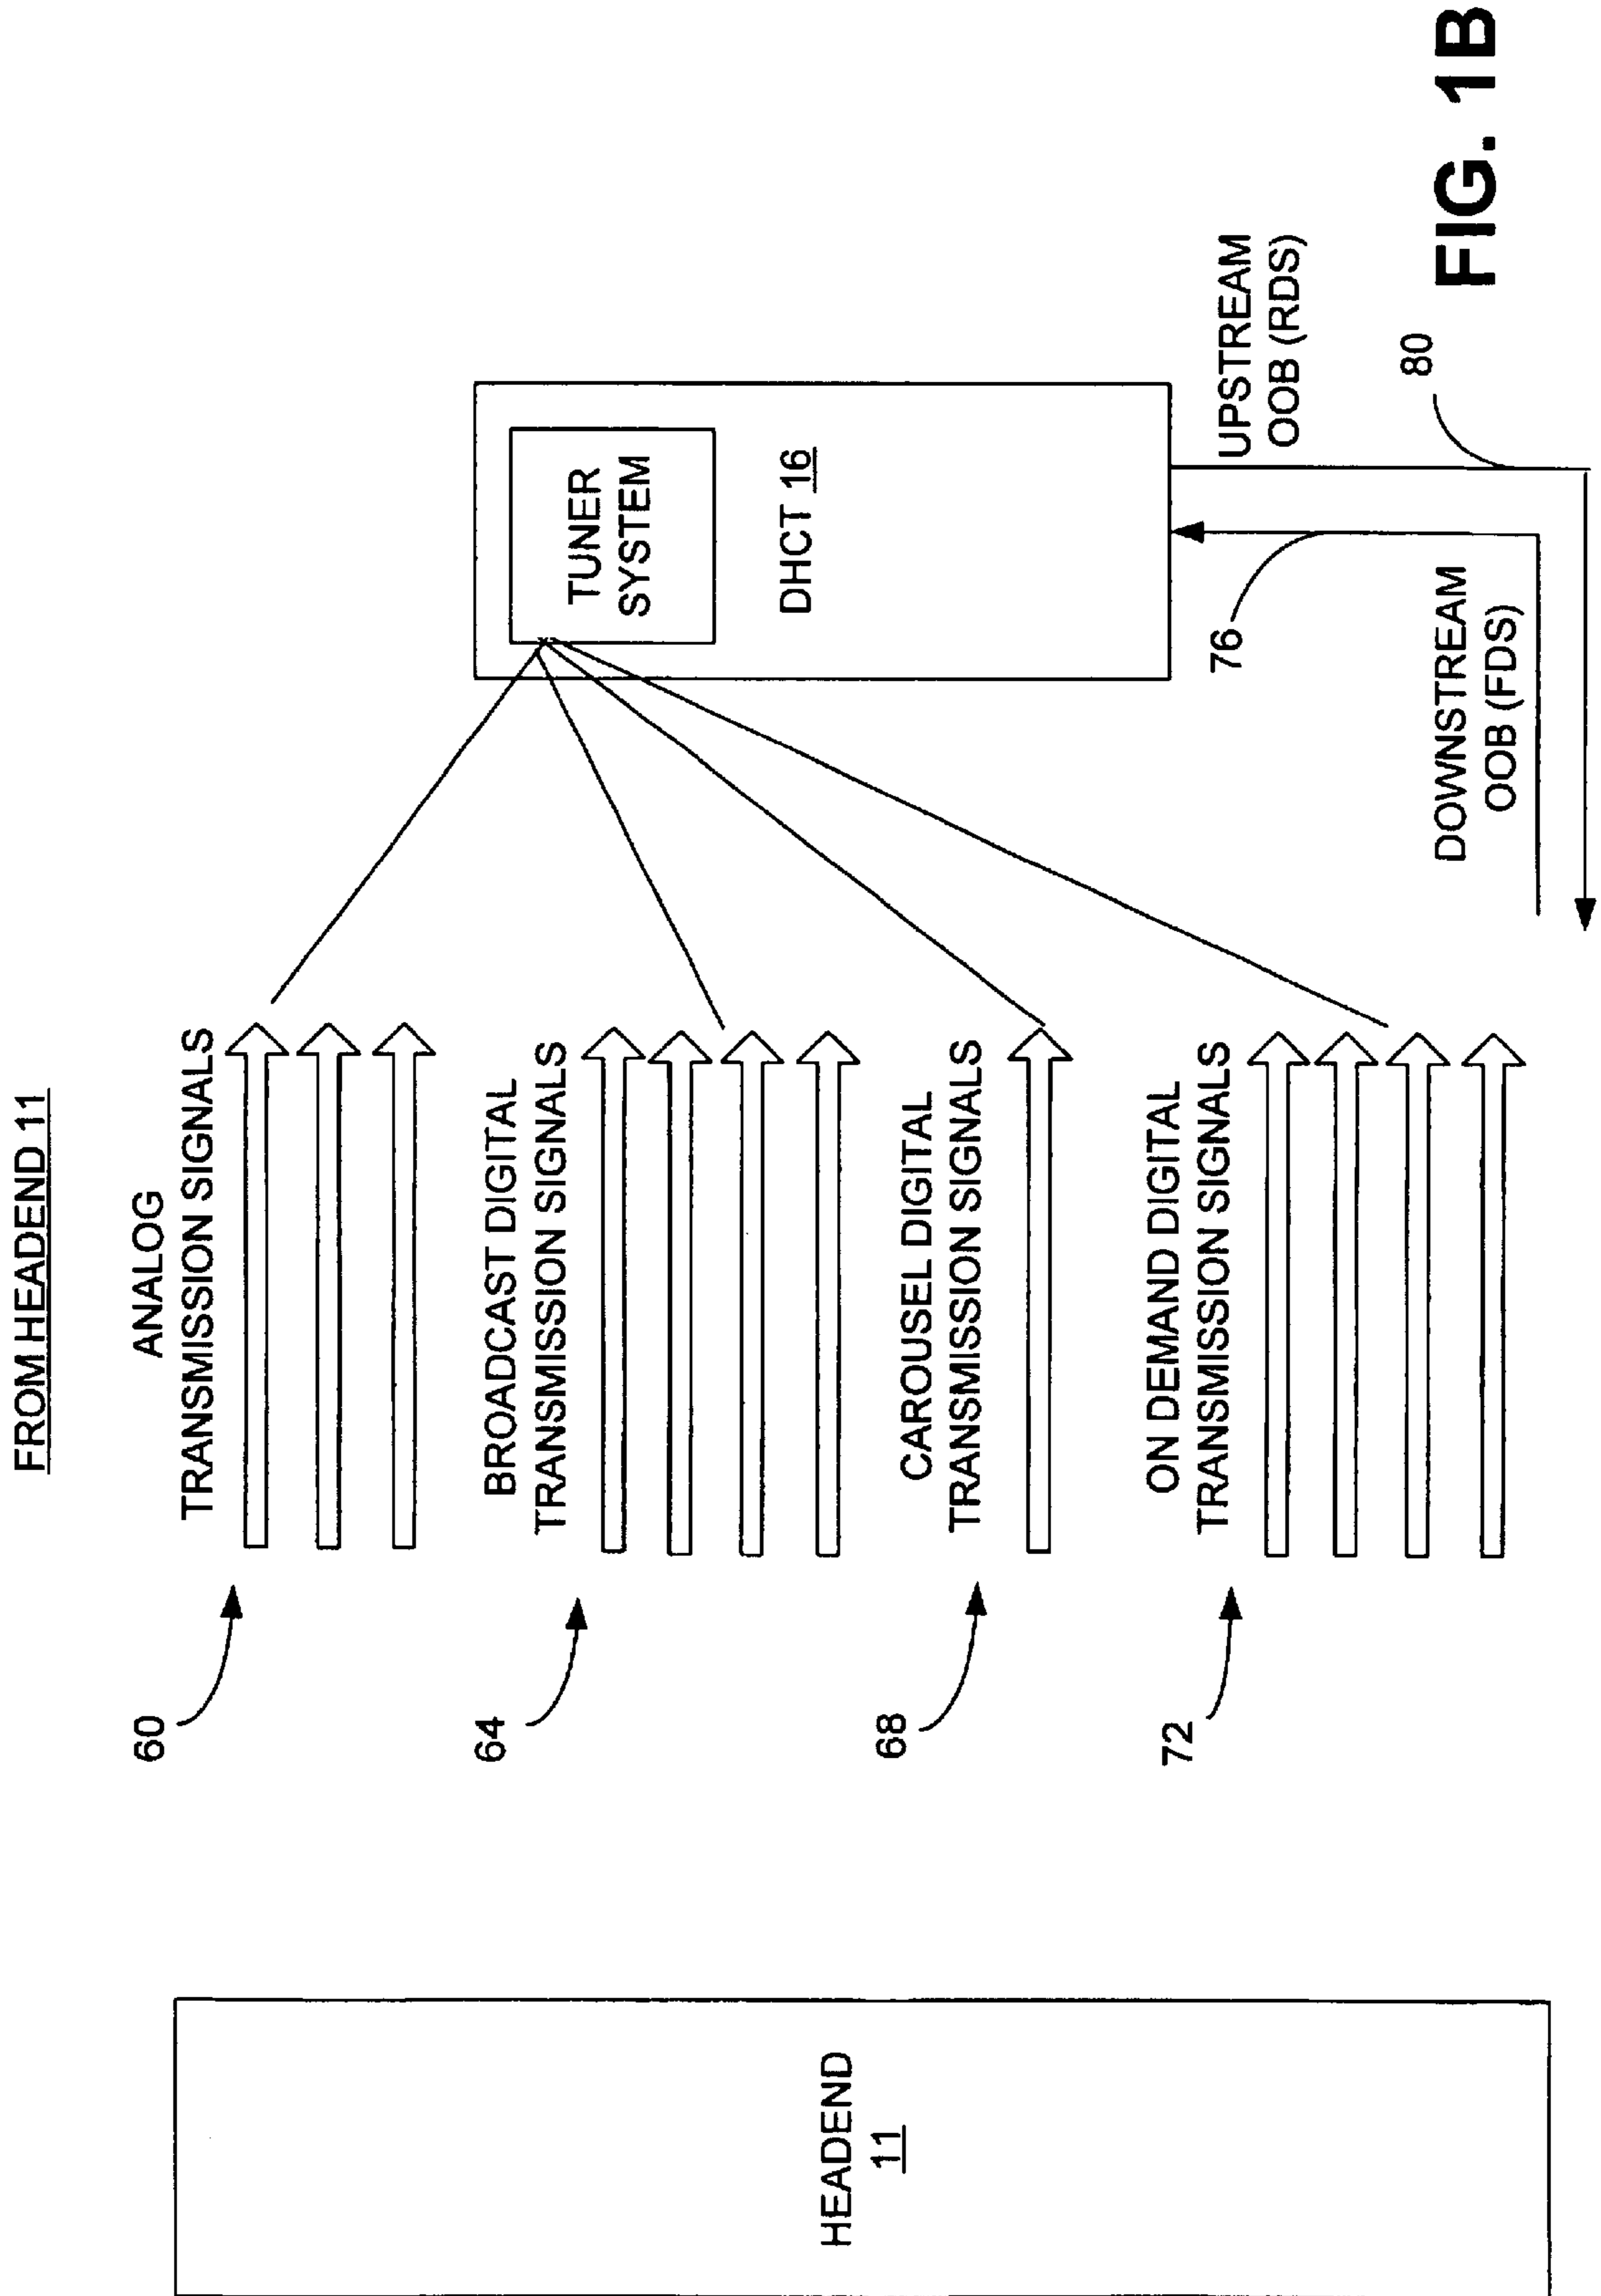 FROM HEADEND 11
ANALOG
TRANSMISSION SIGNALS
60
BROADCAST DIGITAL
TRANSMISSION SIGNALS
64
CAROUSEL DIGITAL
TRANSMISSION SIGNALS
68
ON DEMAND DIGITAL
TRANSMISSION SIGNALS
72
HEADEND
11
TUNER
SYSTEM
DHCT 16
UPSTREAM
OOB (RDS)
76
80
DOWNSTREAM
OOB (FDS)
FIG. 1B